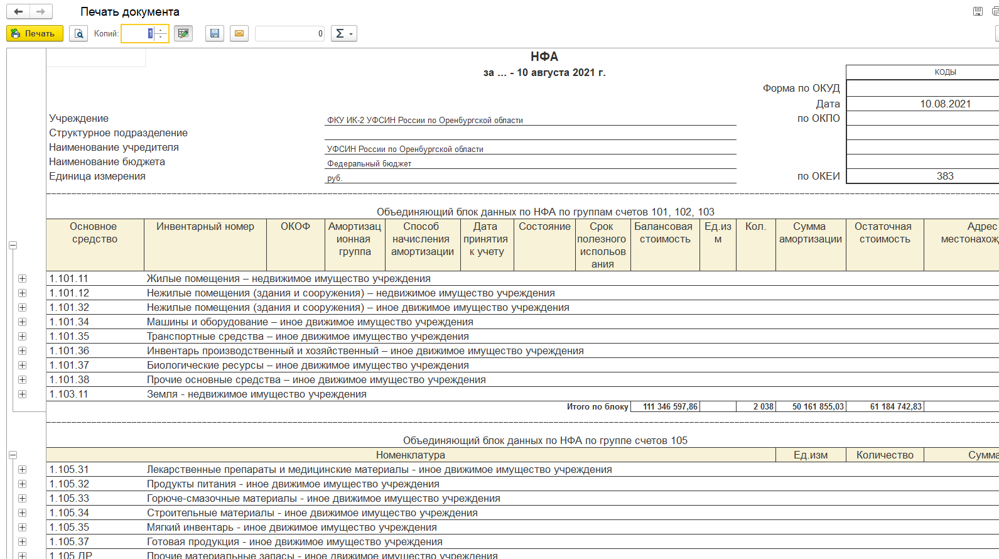 Печать документа
Печать
Копий: 1
0
Σ
НФА
за ... - 10 августа 2021 г.
КОДЫ
Форма по ОКУД
Дата 10.08.2021
Учреждение ФКУ ИК-2 УФСИН России по Оренбургской области по ОКПО
Структурное подразделение
Наименование учредителя УФСИН России по Оренбургской области
Наименование бюджета Федеральный бюджет
Единица измерения руб. по ОКЕИ 383
Объединяющий блок данных по НФА по группам счетов 101, 102, 103
Основное Инвентарный номер ОКОФ Амортизац Способ Дата Состояние Срок Балансовая Ед.из Кол. Сумма Остаточная Адрес
средство ионная начисления принятия полезного стоимость м амортизации стоимость местонахож
группа амортизации к учету использов
ания
1.101.11 Жилые помещения – недвижимое имущество учреждения
1.101.12 Нежилые помещения (здания и сооружения) – недвижимое имущество учреждения
1.101.32 Нежилые помещения (здания и сооружения) – иное движимое имущество учреждения
1.101.34 Машины и оборудование – иное движимое имущество учреждения
1.101.35 Транспортные средства – иное движимое имущество учреждения
1.101.36 Инвентарь производственный и хозяйственный – иное движимое имущество учреждения
1.101.37 Биологические ресурсы – иное движимое имущество учреждения
1.101.38 Прочие основные средства – иное движимое имущество учреждения
1.103.11 Земля - недвижимое имущество учреждения
Итого по блоку 111 346 597,86 2 038 50 161 855,03 61 184 742,83
Объединяющий блок данных по НФА по группе счетов 105
Номенклатура Ед.изм Количество Сумма
1.105.31 Лекарственные препараты и медицинские материалы - иное движимое имущество учреждения
1.105.32 Продукты питания - иное движимое имущество учреждения
1.105.33 Горюче-смазочные материалы - иное движимое имущество учреждения
1.105.34 Строительные материалы - иное движимое имущество учреждения
1.105.35 Мягкий инвентарь - иное движимое имущество учреждения
1.105.37 Готовая продукция - иное движимое имущество учреждения
1.105.ДР Прочие материальные запасы - иное движимое имущество учреждения